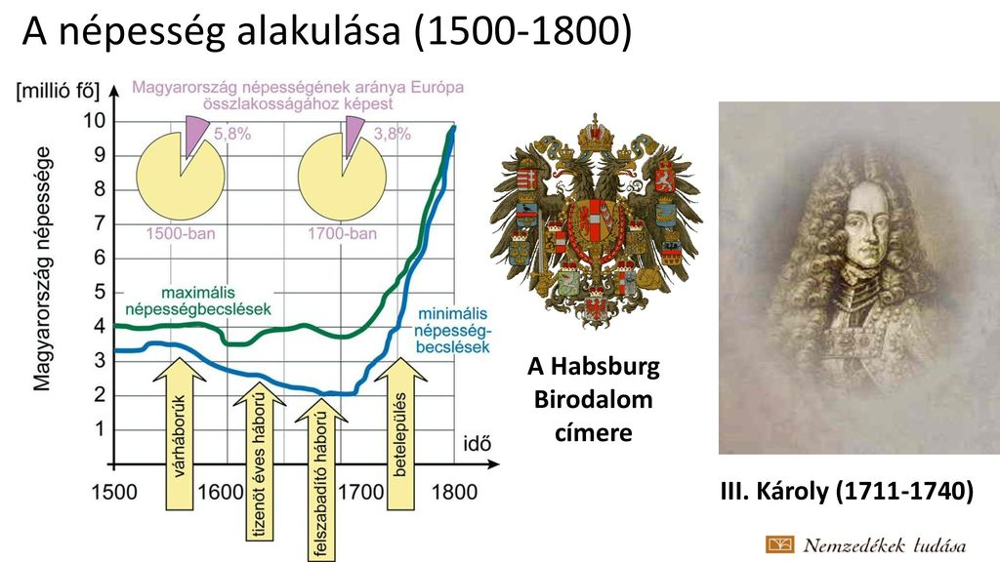 A népesség alakulása (1500-1800)
[millió fő]
Magyarország népességének aránya Európa
összlakosságához képest
5,8%
3,8%
1500-ban
1700-ban
Magyarország népessége
10
9
8
7
6
5
4
3
2
1
maximális
népességbecslések
minimális
népesség-
becslések
várháborúk
tizenöt éves háború
felszabadító háború
betelepülés
idő
1500
1600
1700
1800
A Habsburg
Birodalom
címere
III. Károly (1711-1740)
Nemzedékek tudása